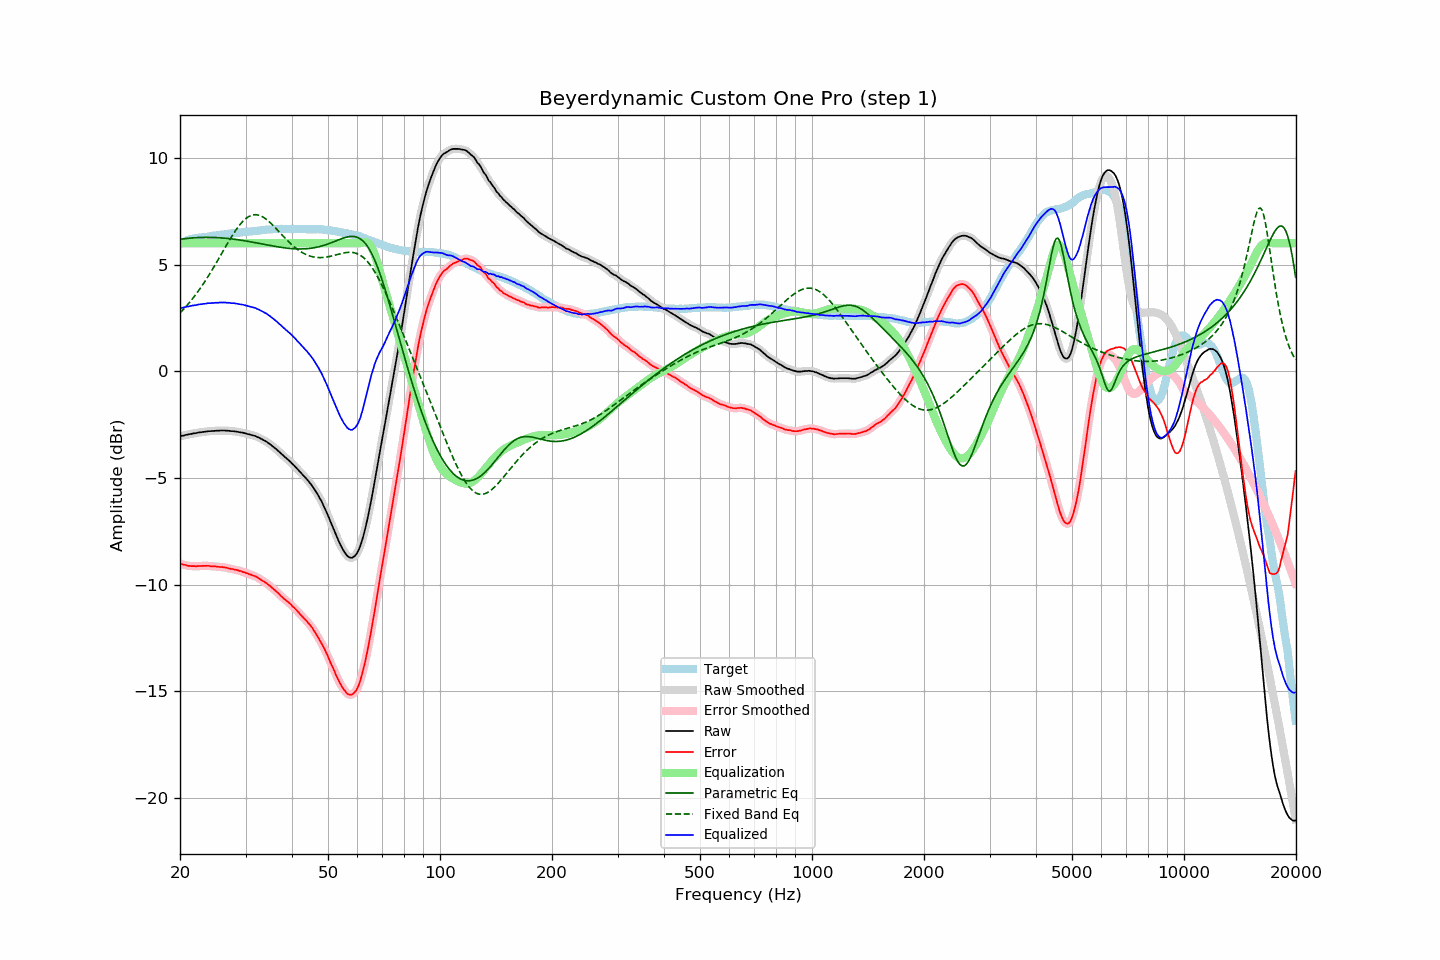 Beyerdynamic Custom One Pro (step 1)
10
5
0
−5
−10
−15
−20
Amplitude (dBr)
Target
Raw Smoothed
Error Smoothed
Raw
Error
Equalization
Parametric Eq
Fixed Band Eq
Equalized
20 50 100 200 500 1000 2000 5000 10000 20000
Frequency (Hz)